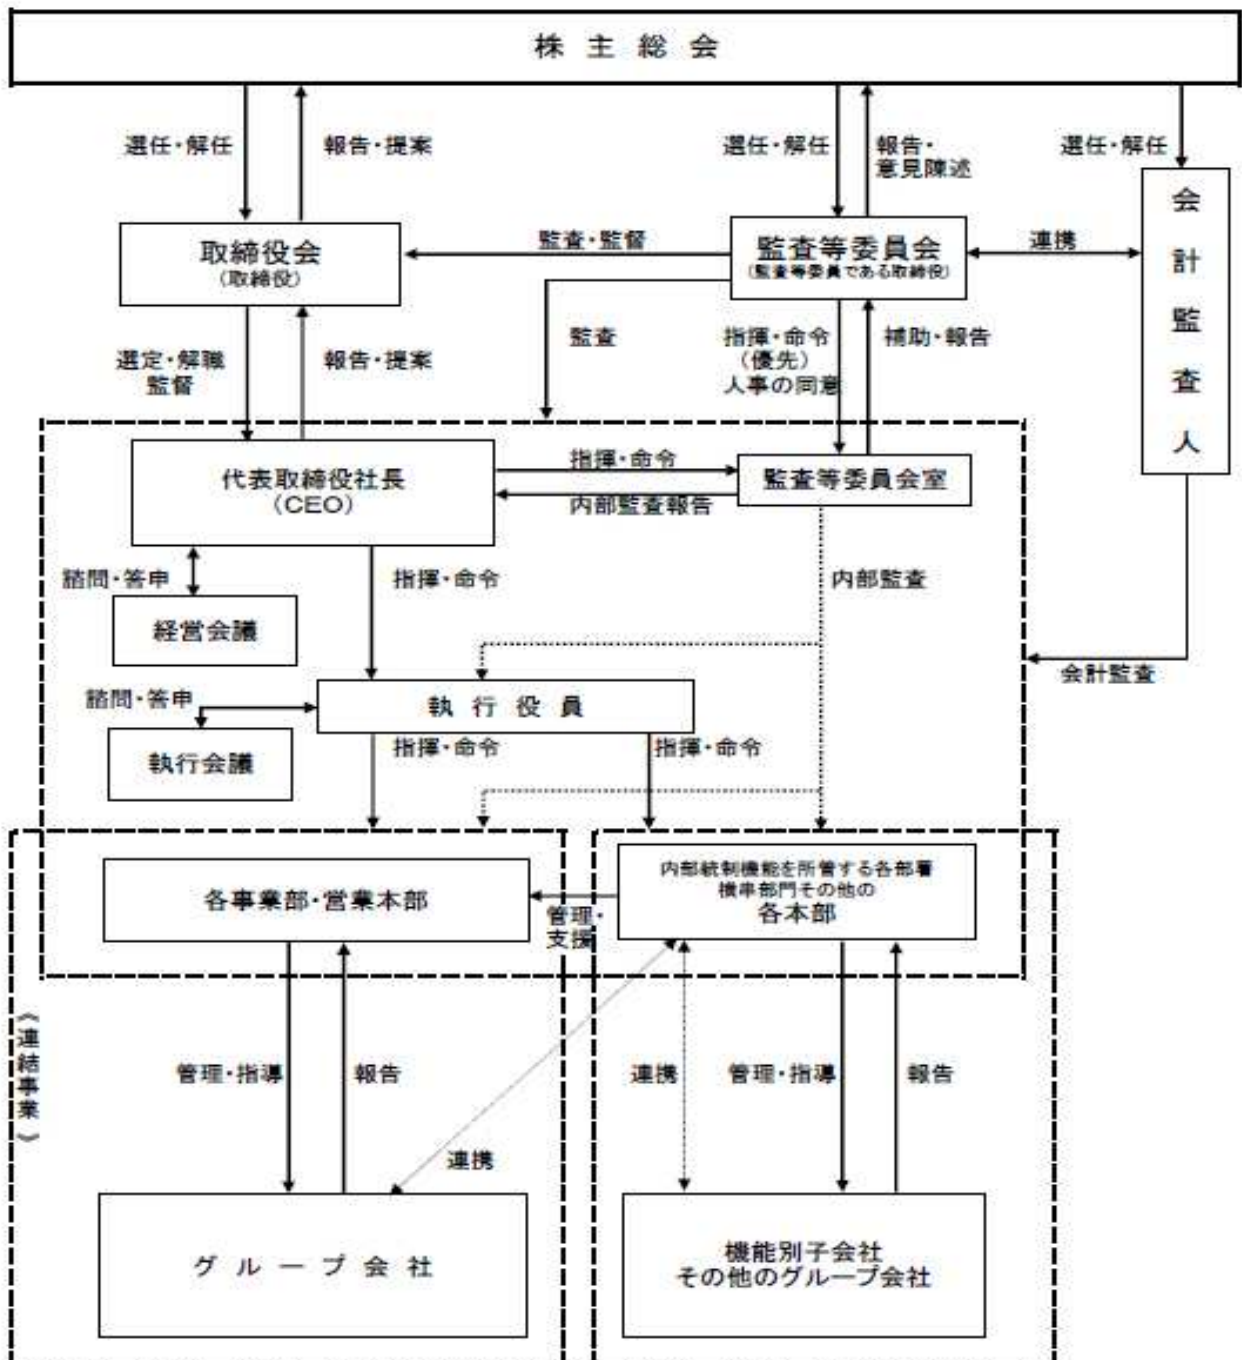 株主総会
選任・解任
報告・提案
選任・解任
報告・
意見陳述
選任・解任
取締役会
（取締役）
監査・監督
監査等委員会
（監査等委員である取締役）
連携
会計監査人
選定・解職
監督
報告・提案
監査
指揮・命令
（優先）
人事の同意
補助・報告
代表取締役社長
（CEO）
指揮・命令
内部監査報告
監査等委員会室
諮問・答申
指揮・命令
内部監査
経営会議
会計監査
諮問・答申
執行役員
執行会議
指揮・命令
指揮・命令
各事業部・営業本部
管理・
支援
内部統制機能を所管する各部署
横串部門その他の
各本部
《連結事業》
管理・指導
報告
連携
管理・指導
報告
連携
グループ会社
機能別子会社
その他のグループ会社